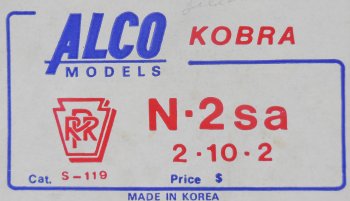 ALCO KOBRA
MODELS
PRR N·2sa
2·10·2
Cat. S-119 Price $
MADE IN KOREA